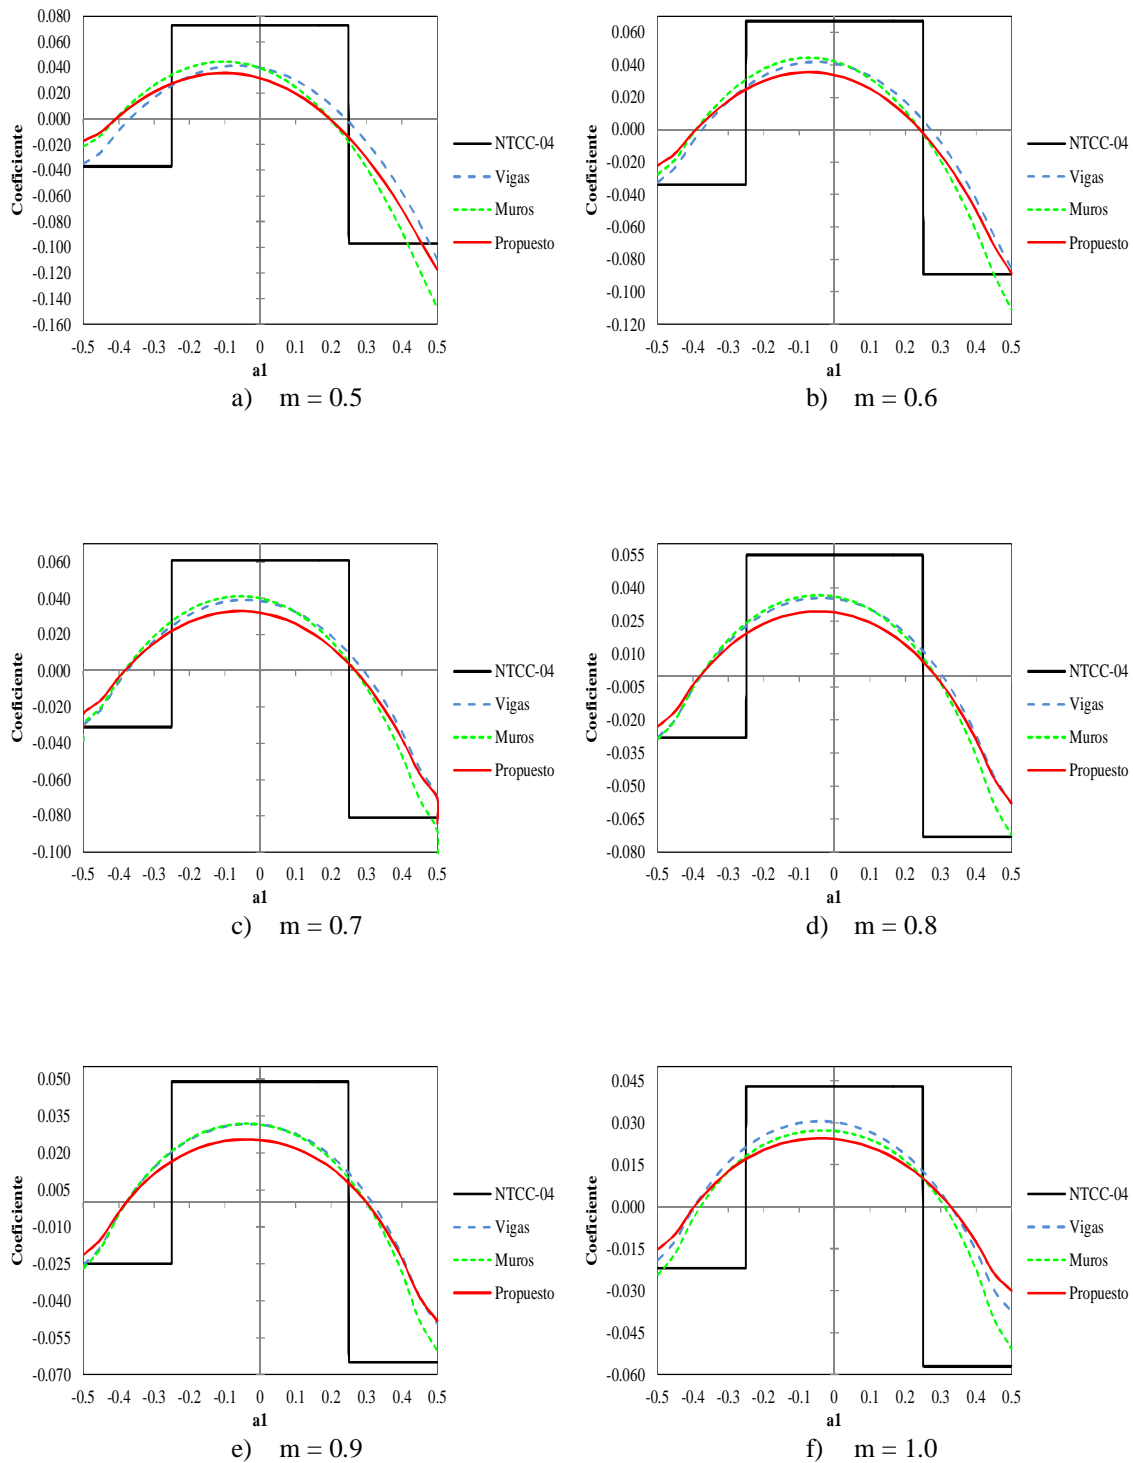 0.080
0.060
0.040
0.020
0.000
-0.020
-0.040
-0.060
-0.080
-0.100
-0.120
-0.140
-0.160
Coeficiente
-0.5 -0.4 -0.3 -0.2 -0.1 0 0.1 0.2 0.3 0.4 0.5
a1
NTCC-04
Vigas
Muros
Propuesto
a) m = 0.5
0.060
0.040
0.020
0.000
-0.020
-0.040
-0.060
-0.080
-0.100
-0.120
Coeficiente
-0.5 -0.4 -0.3 -0.2 -0.1 0 0.1 0.2 0.3 0.4 0.5
a1
NTCC-04
Vigas
Muros
Propuesto
b) m = 0.6
0.060
0.040
0.020
0.000
-0.020
-0.040
-0.060
-0.080
-0.100
Coeficiente
-0.5 -0.4 -0.3 -0.2 -0.1 0 0.1 0.2 0.3 0.4 0.5
a1
NTCC-04
Vigas
Muros
Propuesto
c) m = 0.7
0.055
0.040
0.025
0.010
-0.005
-0.020
-0.035
-0.050
-0.065
-0.080
Coeficiente
-0.5 -0.4 -0.3 -0.2 -0.1 0 0.1 0.2 0.3 0.4 0.5
a1
NTCC-04
Vigas
Muros
Propuesto
d) m = 0.8
0.050
0.035
0.020
0.005
-0.010
-0.025
-0.040
-0.055
-0.070
Coeficiente
-0.5 -0.4 -0.3 -0.2 -0.1 0 0.1 0.2 0.3 0.4 0.5
a1
NTCC-04
Vigas
Muros
Propuesto
e) m = 0.9
0.045
0.030
0.015
0.000
-0.015
-0.030
-0.045
-0.060
Coeficiente
-0.5 -0.4 -0.3 -0.2 -0.1 0 0.1 0.2 0.3 0.4 0.5
a1
NTCC-04
Vigas
Muros
Propuesto
f) m = 1.0